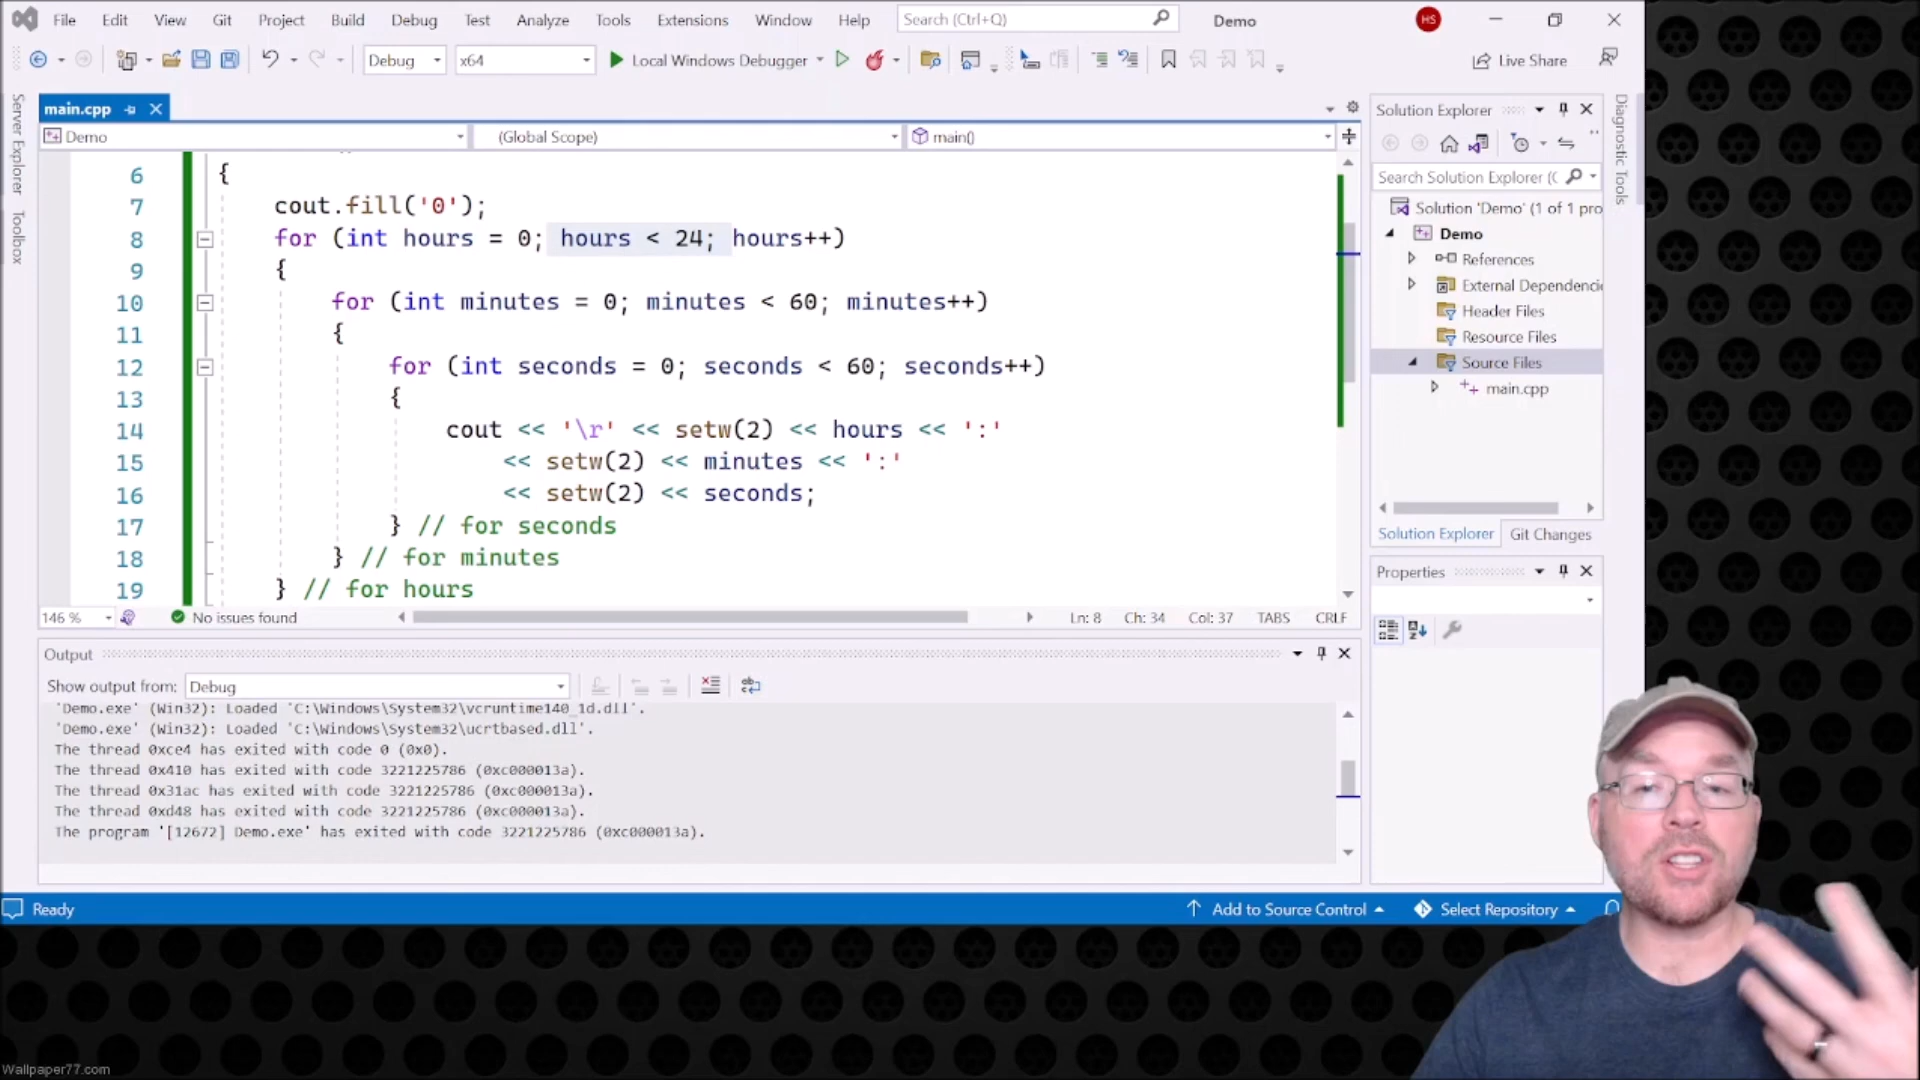 File Edit View Git Project Build Debug Test Analyze Tools Extensions Window Help Search (Ctrl+Q) Demo HS
Debug x64 Local Windows Debugger Live Share
Server Explorer
Toolbox
main.cpp
Demo (Global Scope) main()
6 {
7 cout.fill('0');
8 for (int hours = 0; hours < 24; hours++)
9 {
10 for (int minutes = 0; minutes < 60; minutes++)
11 {
12 for (int seconds = 0; seconds < 60; seconds++)
13 {
14 cout << '\r' << setw(2) << hours << ':'
15 << setw(2) << minutes << ':'
16 << setw(2) << seconds;
17 } // for seconds
18 } // for minutes
19 } // for hours
146 % No issues found Ln: 8 Ch: 34 Col: 37 TABS CRLF
Output
Show output from: Debug
'Demo.exe' (Win32): Loaded 'C:\Windows\System32\vcruntime140_1d.dll'.
'Demo.exe' (Win32): Loaded 'C:\Windows\System32\ucrtbased.dll'.
The thread 0xce4 has exited with code 0 (0x0).
The thread 0x410 has exited with code 3221225786 (0xc000013a).
The thread 0x31ac has exited with code 3221225786 (0xc000013a).
The thread 0xd48 has exited with code 3221225786 (0xc000013a).
The program '[12672] Demo.exe' has exited with code 3221225786 (0xc000013a).
Solution Explorer
Search Solution Explorer (C
Solution 'Demo' (1 of 1 pro
Demo
References
External Dependenci
Header Files
Resource Files
Source Files
main.cpp
Solution Explorer Git Changes
Properties
Diagnostic Tools
Ready Add to Source Control Select Repository
Wallpaper77.com